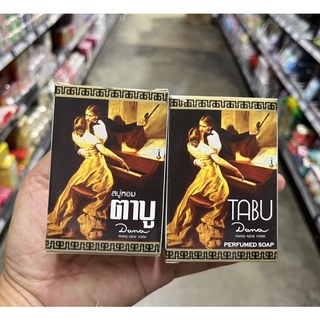 สบู่หอม
ตาบู
Dana
PARIS·NEW YORK
TABU
Dana
PARIS·NEW YORK
PERFUMED SOAP